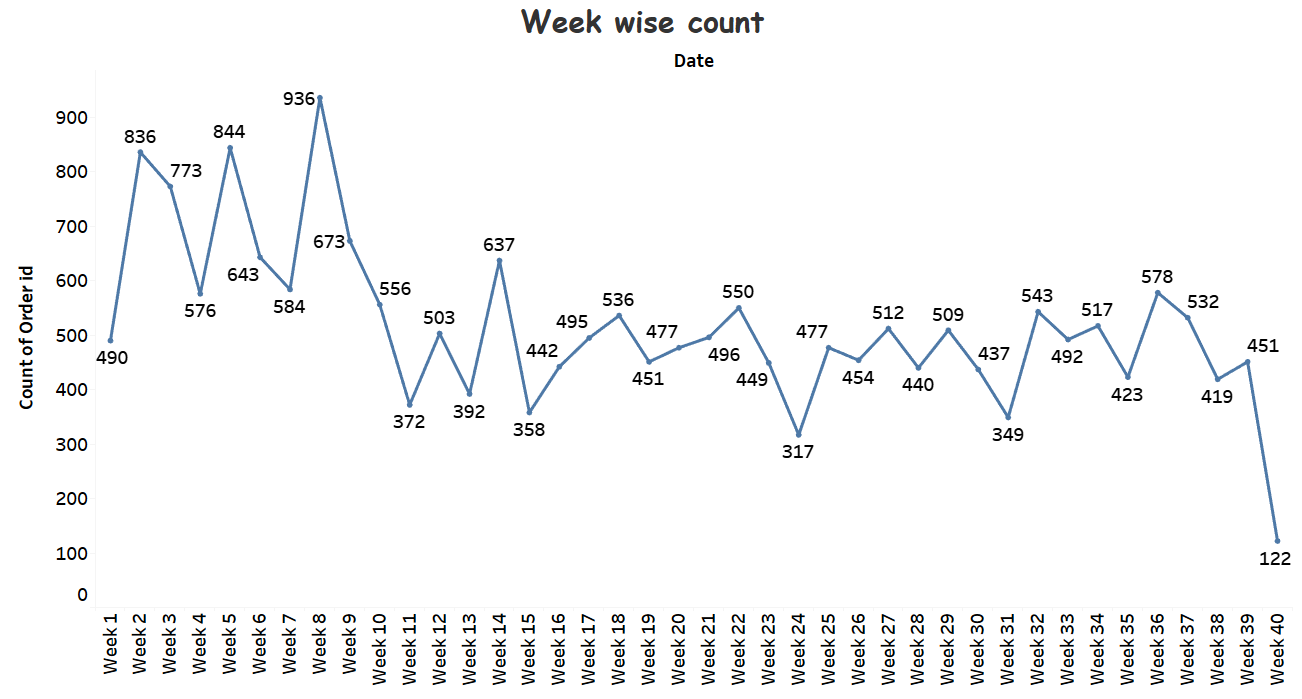 Week wise count
Date
Count of Order id
900
800
700
600
500
400
300
200
100
0
490
836
773
576
844
643
584
936
673
556
372
503
392
637
358
442
495
536
451
477
496
550
449
317
477
454
512
440
509
437
349
543
492
517
423
578
532
419
451
122
Week 1
Week 2
Week 3
Week 4
Week 5
Week 6
Week 7
Week 8
Week 9
Week 10
Week 11
Week 12
Week 13
Week 14
Week 15
Week 16
Week 17
Week 18
Week 19
Week 20
Week 21
Week 22
Week 23
Week 24
Week 25
Week 26
Week 27
Week 28
Week 29
Week 30
Week 31
Week 32
Week 33
Week 34
Week 35
Week 36
Week 37
Week 38
Week 39
Week 40